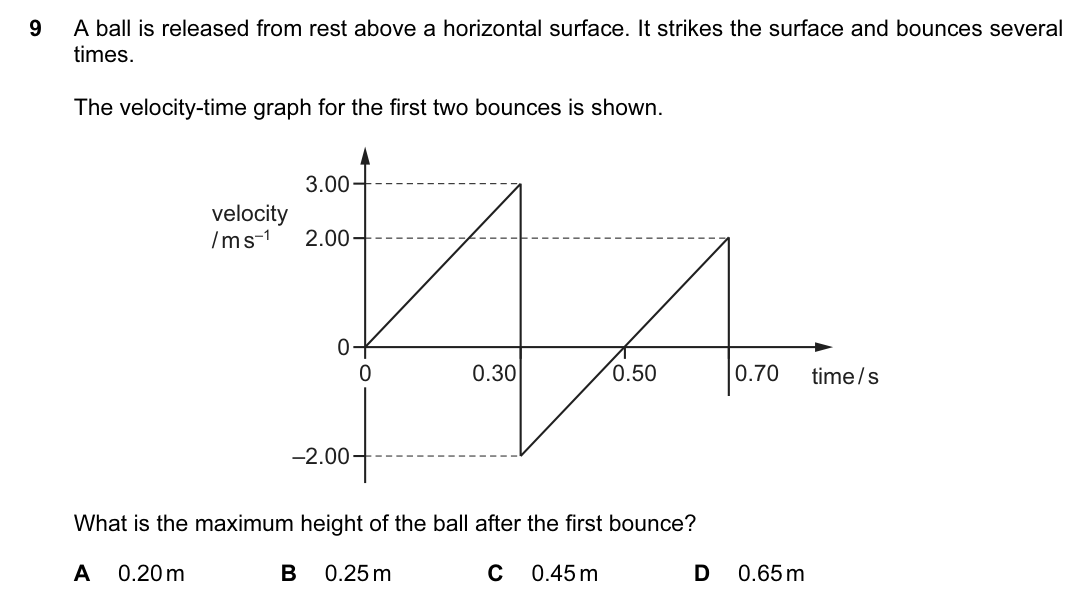 9 A ball is released from rest above a horizontal surface. It strikes the surface and bounces several
times.
The velocity-time graph for the first two bounces is shown.
3.00
velocity
/ m s⁻¹
2.00
0
0
0.30
0.50
0.70
time / s
–2.00
What is the maximum height of the ball after the first bounce?
A 0.20 m B 0.25 m C 0.45 m D 0.65 m